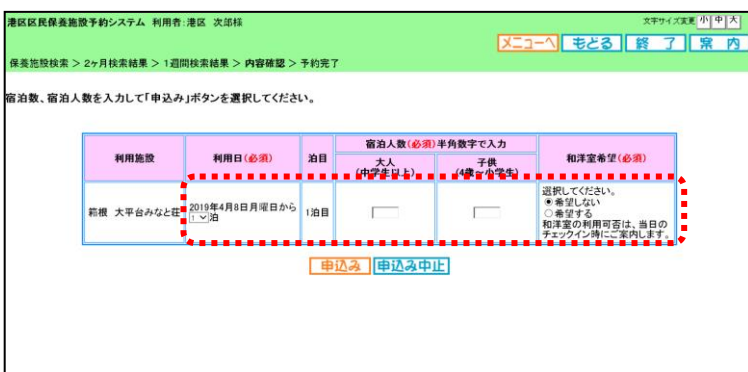 港区区民保養施設予約システム 利用者:港区 次郎様
文字サイズ変更 小 中 大
メニューへ もどる 終 了 案 内
保養施設検索 > 2ヶ月検索結果 > 1週間検索結果 > 内容確認 > 予約完了
宿泊数、宿泊人数を入力して「申込み」ボタンを選択してください。
利用施設 利用日(必須) 泊目 宿泊人数(必須)半角数字で入力 和洋室希望(必須)
大人
(中学生以上)
子供
(4歳~小学生)
箱根 大平台みなと荘
2019年4月8日月曜日から
1 泊
1泊目
選択してください。
希望しない
希望する
和洋室の利用可否は、当日の
チェックイン時にご案内します。
申込み 申込み中止